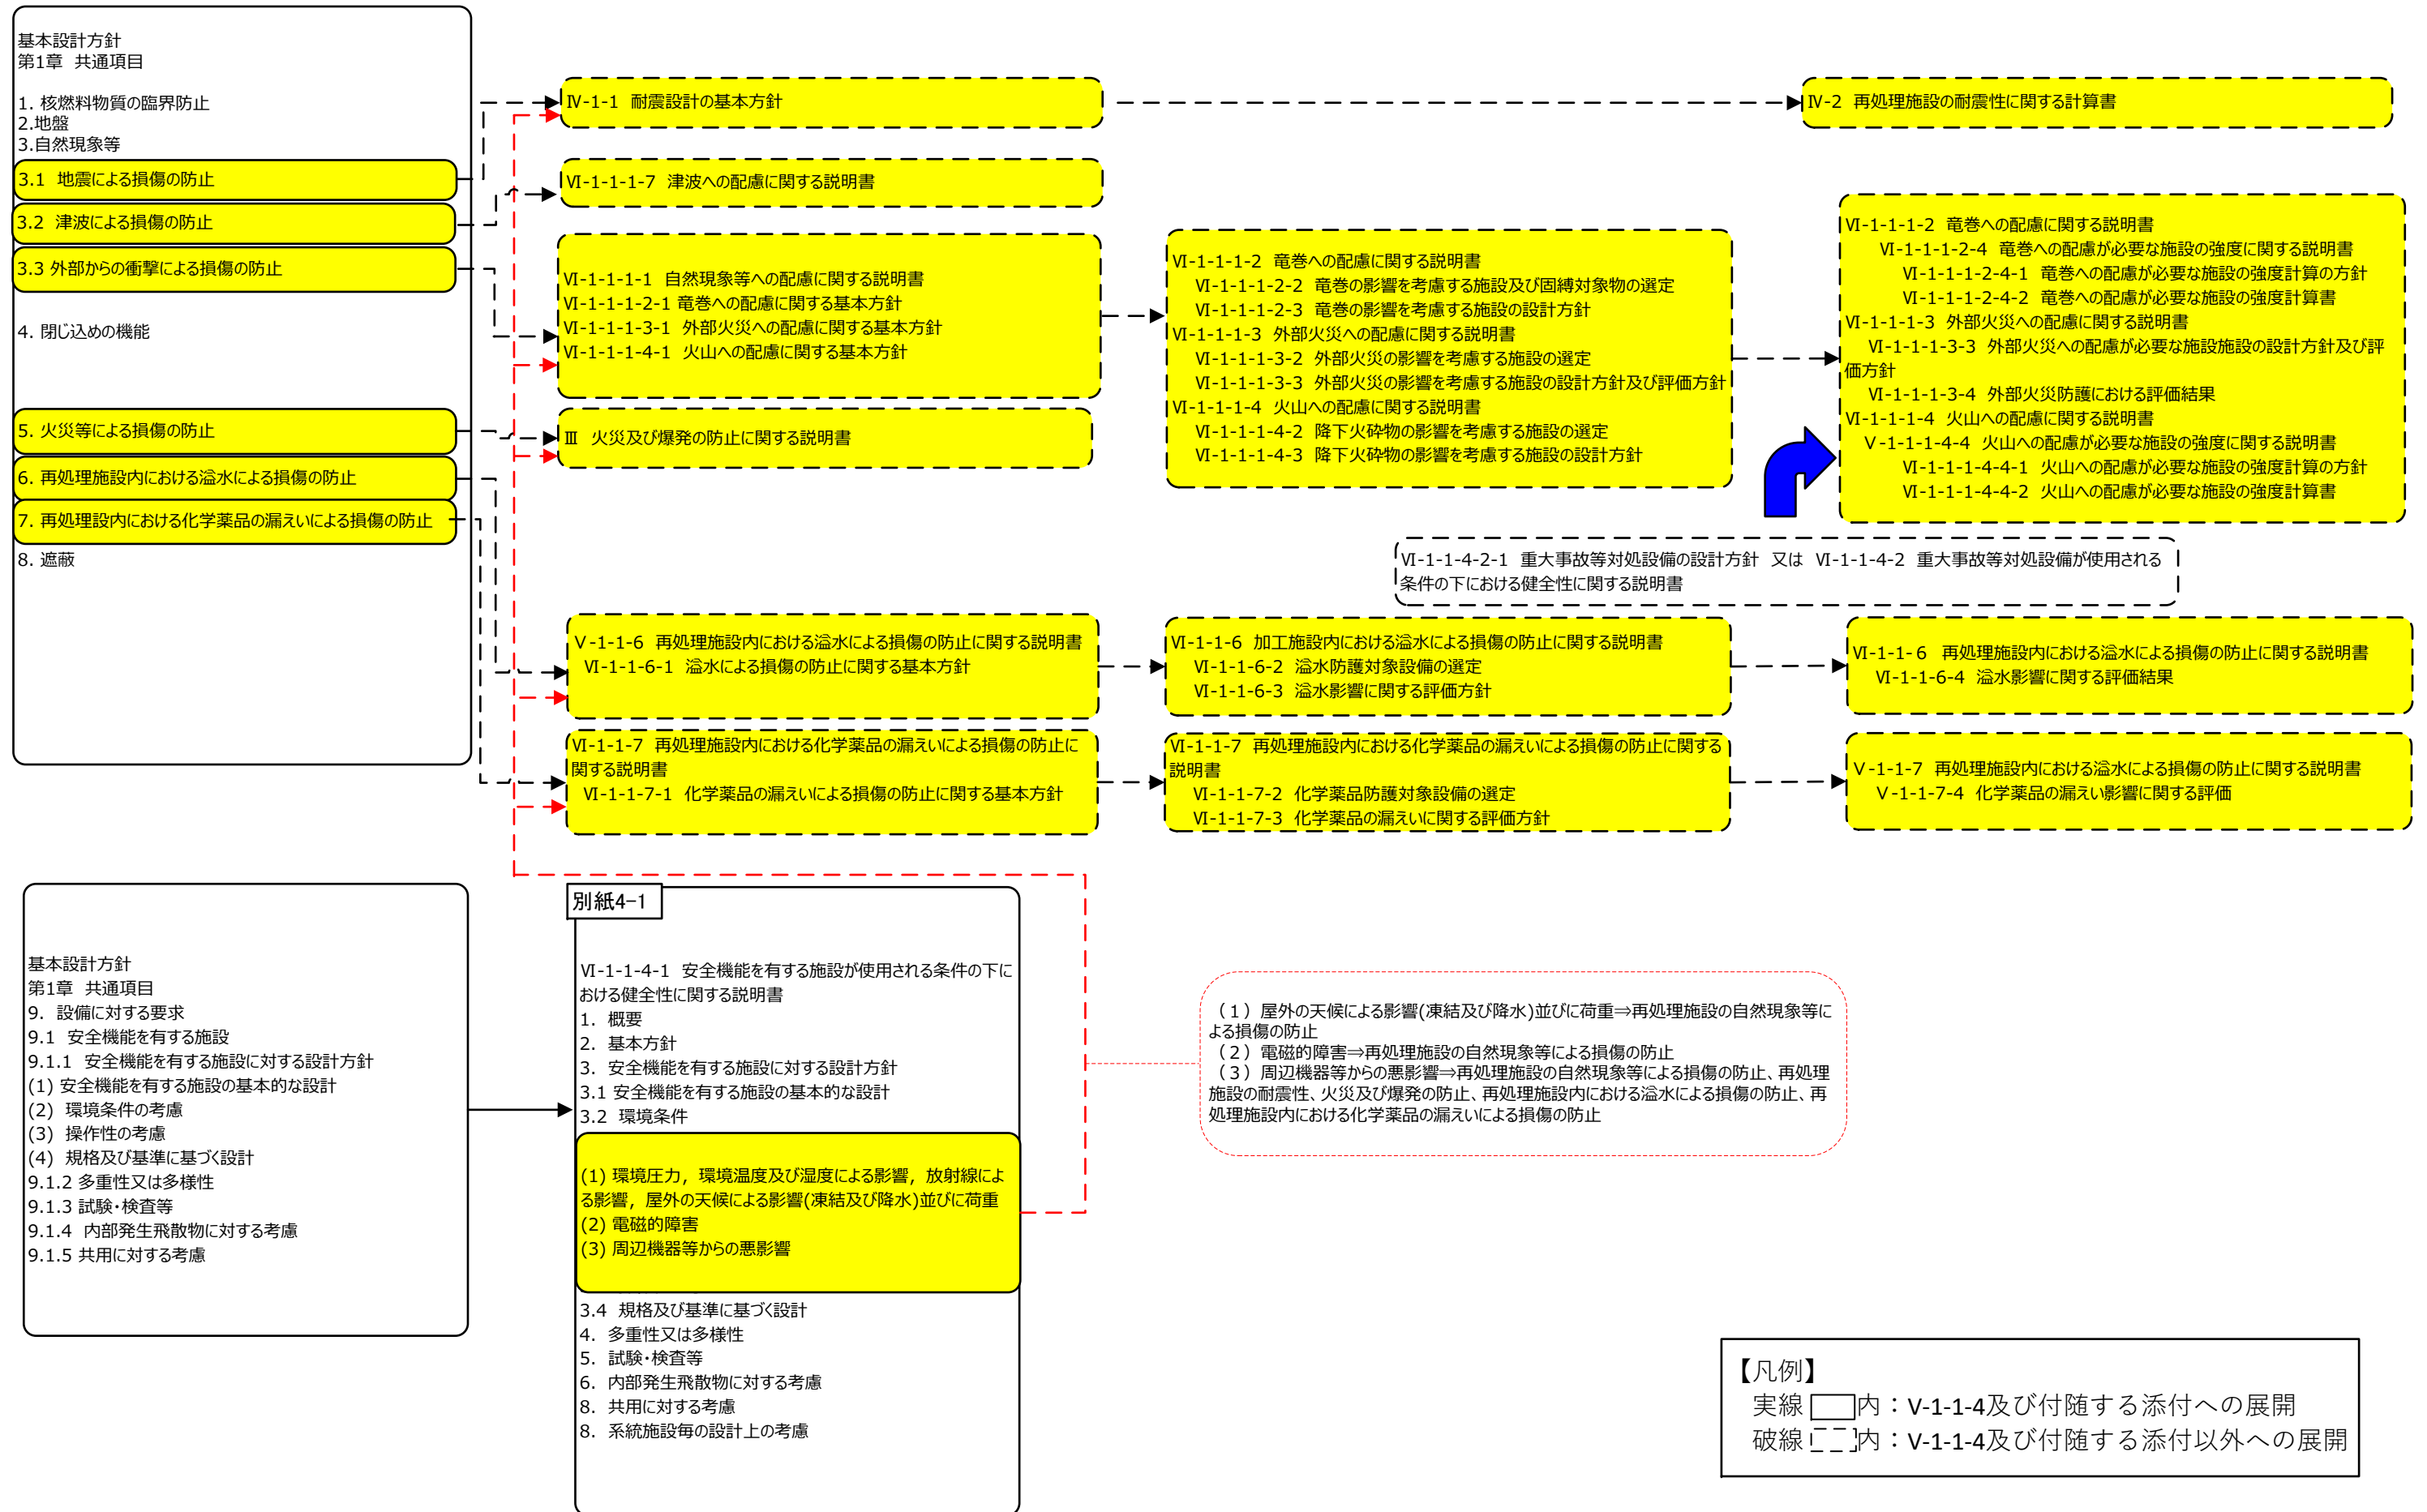 基本設計方針
第1章 共通項目
1. 核燃料物質の臨界防止
2.地盤
3.自然現象等
3.1 地震による損傷の防止
3.2 津波による損傷の防止
3.3 外部からの衝撃による損傷の防止
4. 閉じ込めの機能
5. 火災等による損傷の防止
6. 再処理施設内における溢水による損傷の防止
7. 再処理設内における化学薬品の漏えいによる損傷の防止
8. 遮蔽
Ⅳ-1-1 耐震設計の基本方針
Ⅳ-2 再処理施設の耐震性に関する計算書
Ⅵ-1-1-1-7 津波への配慮に関する説明書
Ⅵ-1-1-1-1 自然現象等への配慮に関する説明書
Ⅵ-1-1-1-2-1 竜巻への配慮に関する基本方針
Ⅵ-1-1-1-3-1 外部火災への配慮に関する基本方針
Ⅵ-1-1-1-4-1 火山への配慮に関する基本方針
Ⅵ-1-1-1-2 竜巻への配慮に関する説明書
Ⅵ-1-1-1-2-2 竜巻の影響を考慮する施設及び固縛対象物の選定
Ⅵ-1-1-1-2-3 竜巻の影響を考慮する施設の設計方針
Ⅵ-1-1-1-3 外部火災への配慮に関する説明書
Ⅵ-1-1-1-3-2 外部火災の影響を考慮する施設の選定
Ⅵ-1-1-1-3-3 外部火災の影響を考慮する施設の設計方針及び評価方針
Ⅵ-1-1-1-4 火山への配慮に関する説明書
Ⅵ-1-1-1-4-2 降下火砕物の影響を考慮する施設の選定
Ⅵ-1-1-1-4-3 降下火砕物の影響を考慮する施設の設計方針
Ⅵ-1-1-1-2 竜巻への配慮に関する説明書
Ⅵ-1-1-1-2-4 竜巻への配慮が必要な施設の強度に関する説明書
Ⅵ-1-1-1-2-4-1 竜巻への配慮が必要な施設の強度計算の方針
Ⅵ-1-1-1-2-4-2 竜巻への配慮が必要な施設の強度計算書
Ⅵ-1-1-1-3 外部火災への配慮に関する説明書
Ⅵ-1-1-1-3-3 外部火災への配慮が必要な施設施設の設計方針及び評
価方針
Ⅵ-1-1-1-3-4 外部火災防護における評価結果
Ⅵ-1-1-1-4 火山への配慮に関する説明書
Ⅴ-1-1-1-4-4 火山への配慮が必要な施設の強度に関する説明書
Ⅵ-1-1-1-4-4-1 火山への配慮が必要な施設の強度計算の方針
Ⅵ-1-1-1-4-4-2 火山への配慮が必要な施設の強度計算書
Ⅲ 火災及び爆発の防止に関する説明書
Ⅵ-1-1-4-2-1 重大事故等対処設備の設計方針 又は Ⅵ-1-1-4-2 重大事故等対処設備が使用される
条件の下における健全性に関する説明書
Ⅴ-1-1-6 再処理施設内における溢水による損傷の防止に関する説明書
Ⅵ-1-1-6-1 溢水による損傷の防止に関する基本方針
Ⅵ-1-1-6 加工施設内における溢水による損傷の防止に関する説明書
Ⅵ-1-1-6-2 溢水防護対象設備の選定
Ⅵ-1-1-6-3 溢水影響に関する評価方針
Ⅵ-1-1-6 再処理施設内における溢水による損傷の防止に関する説明書
Ⅵ-1-1-6-4 溢水影響に関する評価結果
Ⅵ-1-1-7 再処理施設内における化学薬品の漏えいによる損傷の防止に
関する説明書
Ⅵ-1-1-7-1 化学薬品の漏えいによる損傷の防止に関する基本方針
Ⅵ-1-1-7 再処理施設内における化学薬品の漏えいによる損傷の防止に関する
説明書
Ⅵ-1-1-7-2 化学薬品防護対象設備の選定
Ⅵ-1-1-7-3 化学薬品の漏えいに関する評価方針
Ⅴ-1-1-7 再処理施設内における溢水による損傷の防止に関する説明書
Ⅴ-1-1-7-4 化学薬品の漏えい影響に関する評価
基本設計方針
第1章 共通項目
9. 設備に対する要求
9.1 安全機能を有する施設
9.1.1 安全機能を有する施設に対する設計方針
(1) 安全機能を有する施設の基本的な設計
(2) 環境条件の考慮
(3) 操作性の考慮
(4) 規格及び基準に基づく設計
9.1.2 多重性又は多様性
9.1.3 試験・検査等
9.1.4 内部発生飛散物に対する考慮
9.1.5 共用に対する考慮
別紙4-1
Ⅵ-1-1-4-1 安全機能を有する施設が使用される条件の下に
おける健全性に関する説明書
1. 概要
2. 基本方針
3. 安全機能を有する施設に対する設計方針
3.1 安全機能を有する施設の基本的な設計
3.2 環境条件
(1) 環境圧力，環境温度及び湿度による影響，放射線によ
る影響，屋外の天候による影響(凍結及び降水)並びに荷重
(2) 電磁的障害
(3) 周辺機器等からの悪影響
3.4 規格及び基準に基づく設計
4. 多重性又は多様性
5. 試験・検査等
6. 内部発生飛散物に対する考慮
8. 共用に対する考慮
8. 系統施設毎の設計上の考慮
（1）屋外の天候による影響(凍結及び降水)並びに荷重⇒再処理施設の自然現象等に
よる損傷の防止
（2）電磁的障害⇒再処理施設の自然現象等による損傷の防止
（3）周辺機器等からの悪影響⇒再処理施設の自然現象等による損傷の防止、再処理
施設の耐震性、火災及び爆発の防止、再処理施設内における溢水による損傷の防止、再
処理施設内における化学薬品の漏えいによる損傷の防止
【凡例】
実線 内：V-1-1-4及び付随する添付への展開
破線 内：V-1-1-4及び付随する添付以外への展開